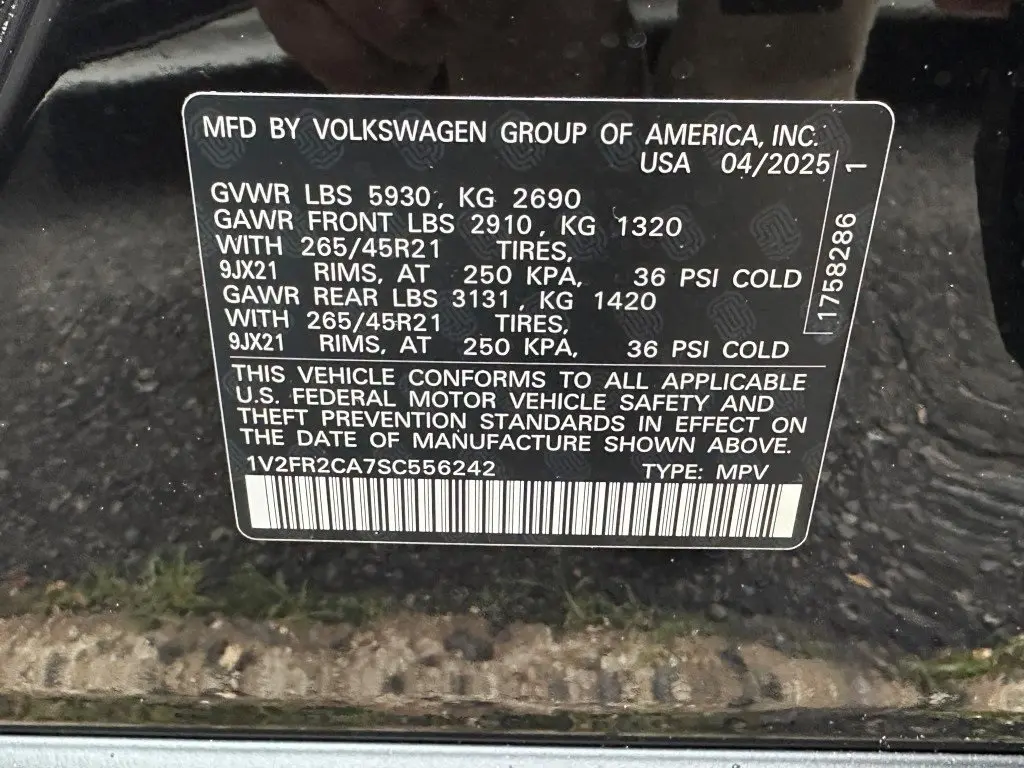 MFD BY VOLKSWAGEN GROUP OF AMERICA, INC.
USA 04/2025
GVWR LBS 5930, KG 2690
GAWR FRONT LBS 2910, KG 1320
WITH 265/45R21 TIRES,
9JX21 RIMS, AT 250 KPA, 36 PSI COLD
GAWR REAR LBS 3131, KG 1420
WITH 265/45R21 TIRES,
9JX21 RIMS, AT 250 KPA, 36 PSI COLD
THIS VEHICLE CONFORMS TO ALL APPLICABLE
U.S. FEDERAL MOTOR VEHICLE SAFETY AND
THEFT PREVENTION STANDARDS IN EFFECT ON
THE DATE OF MANUFACTURE SHOWN ABOVE.
1V2FR2CA7SC556242 TYPE: MPV
1758286 1